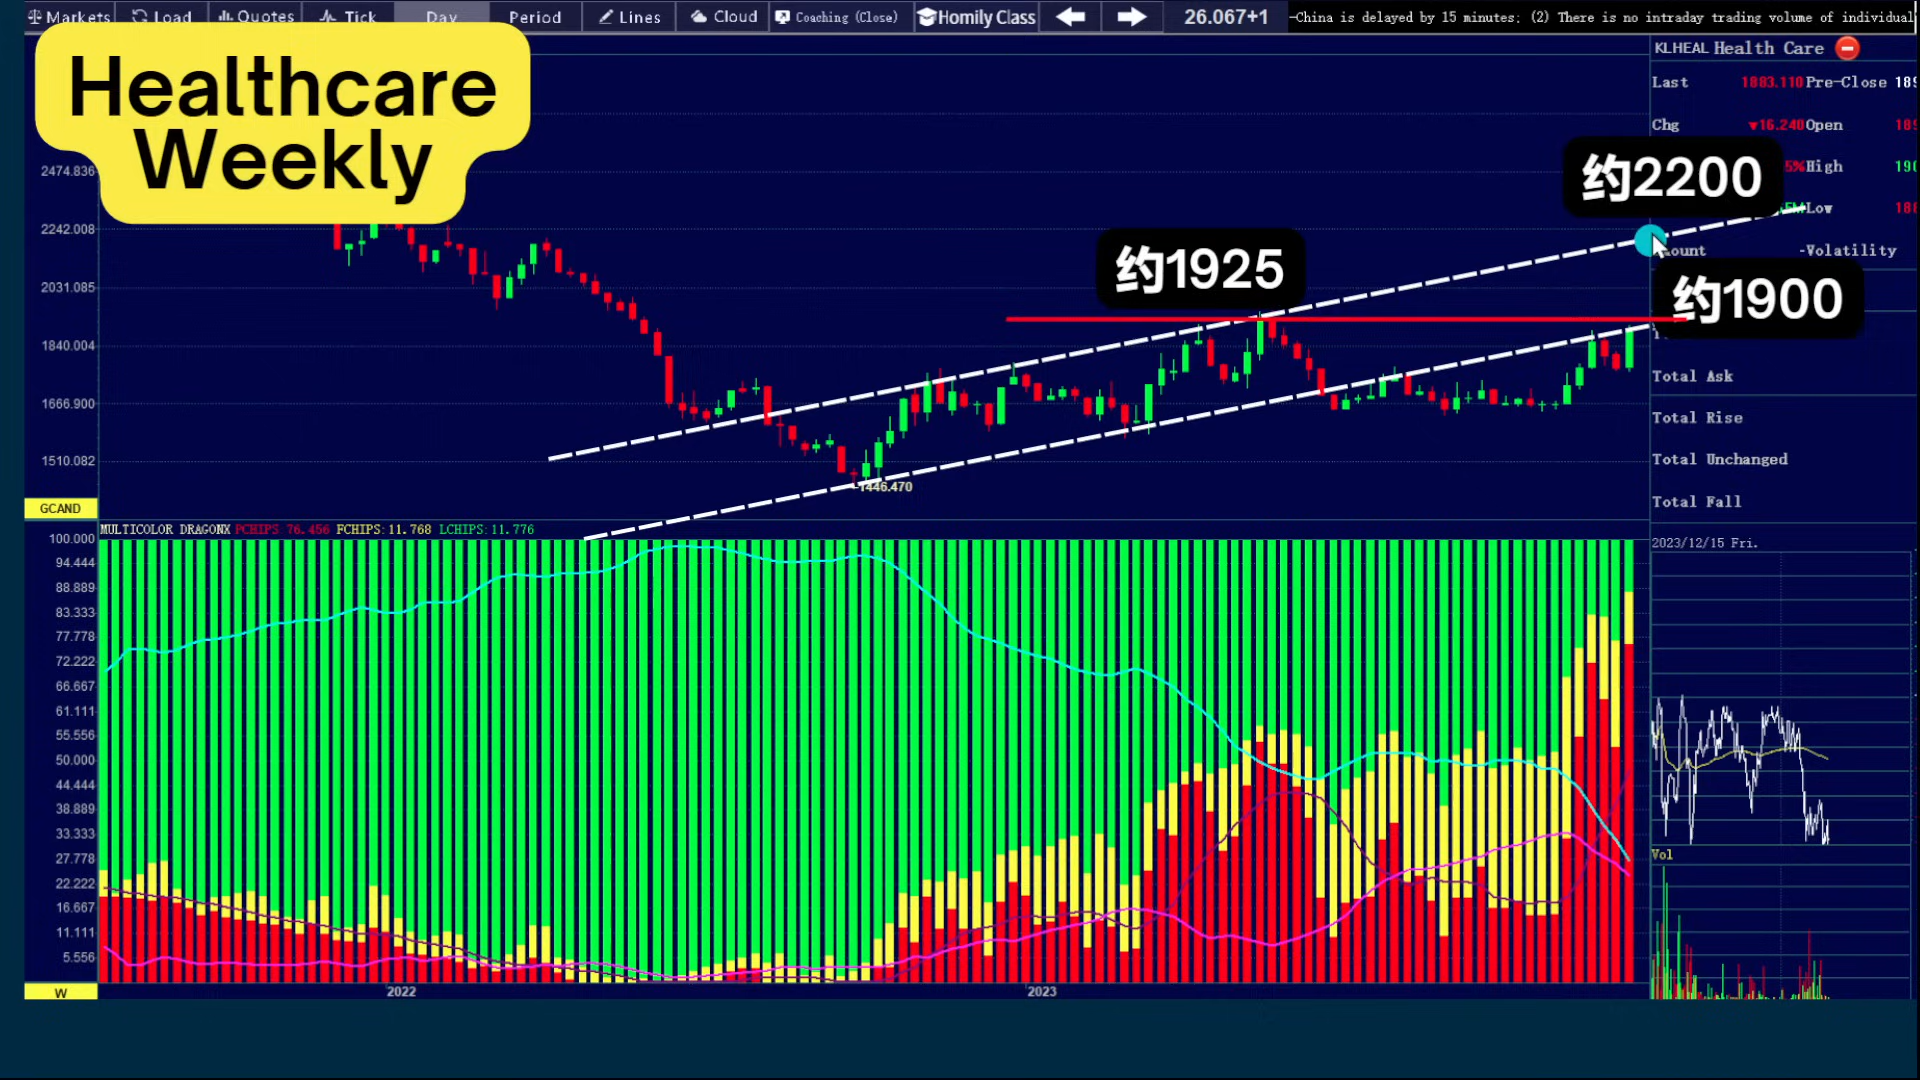 Markets Load Quotes Tick Day Period Lines Cloud Coaching (Close) Homily Class 26.067+1 -China is delayed by 15 minutes; (2) There is no intraday trading volume of individual
Healthcare
Weekly
KLHEAL Health Care
Last 1883.110 Pre-Close 189
Chg ▼16.240 Open 189
5% High 190
Low 188
-Volatility
Total Ask
Total Rise
Total Unchanged
Total Fall
约2200
约1925
约1900
2474.836
2242.008
2031.085
1840.004
1666.900
1510.082
1446.470
GCAND
MULTICOLOR DRAGONX PCHIPS 76.456 FCHIPS:11.768 LCHIPS:11.776
100.000
94.444
88.889
83.333
77.778
72.222
66.667
61.111
55.556
50.000
44.444
38.889
33.333
27.778
22.222
16.667
11.111
5.556
W
2022
2023
2023/12/15 Fri.
Vol